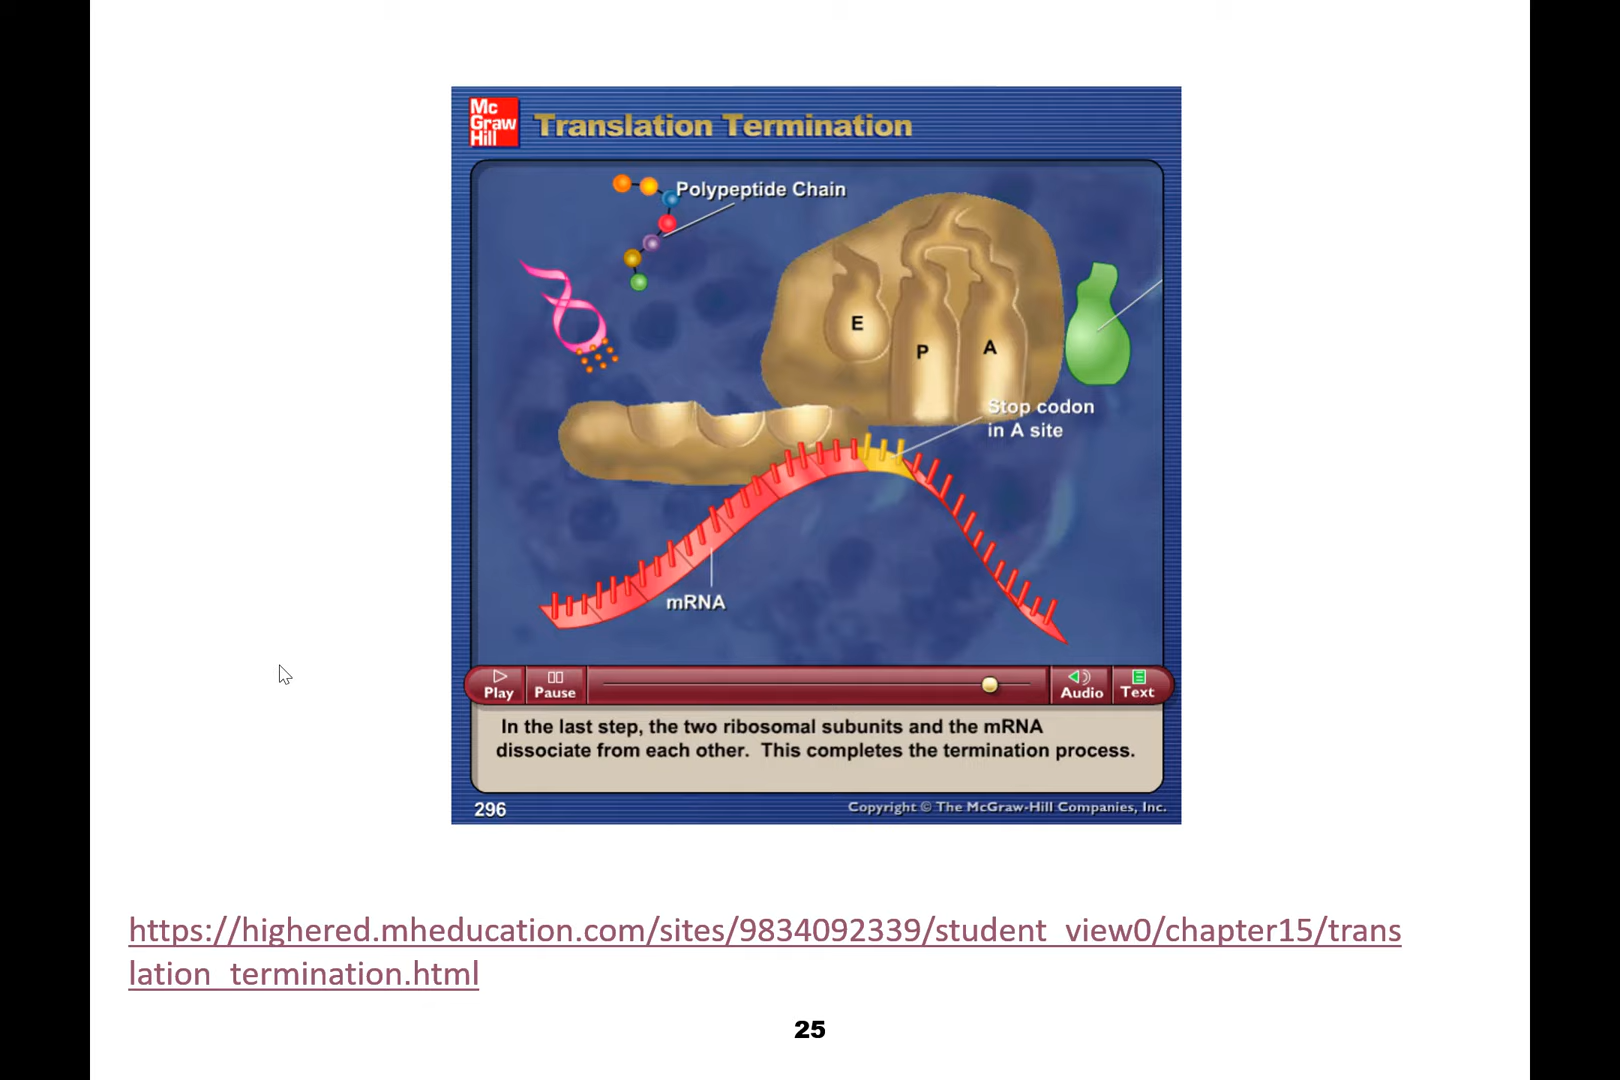 Mc
Graw
Hill
Translation Termination
Polypeptide Chain
E
P
A
Stop codon
in A site
mRNA
Play
Pause
Audio
Text
In the last step, the two ribosomal subunits and the mRNA
dissociate from each other.  This completes the termination process.
296
Copyright © The McGraw-Hill Companies, Inc.
https://highered.mheducation.com/sites/9834092339/student_view0/chapter15/trans
lation_termination.html
25